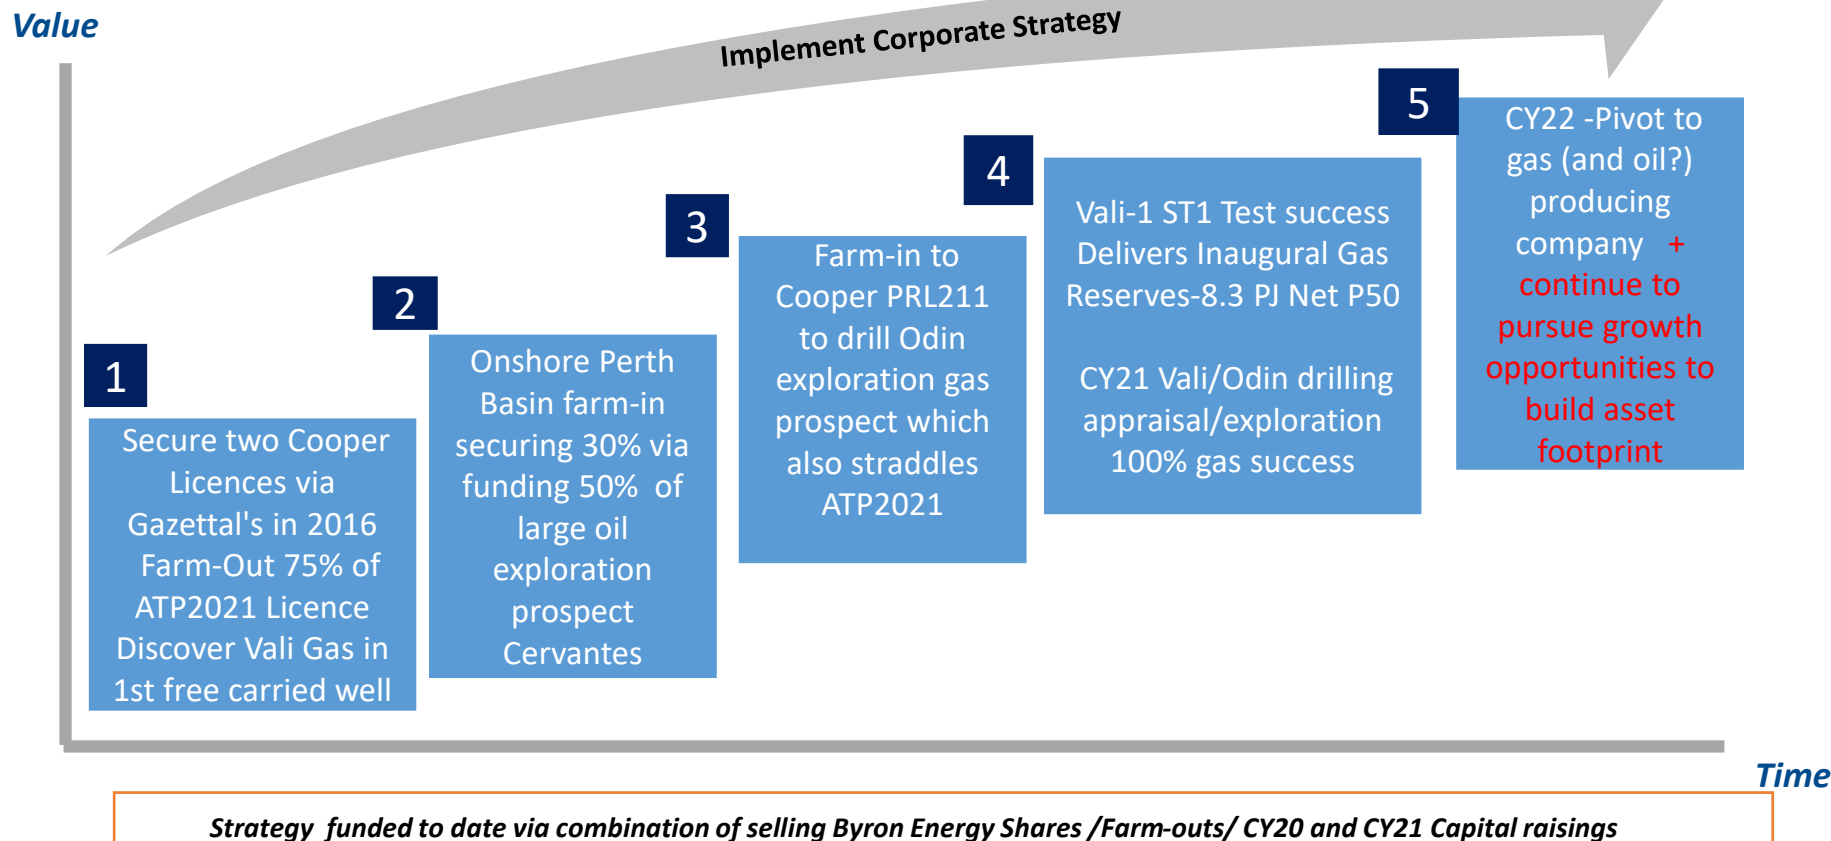 Value
Implement Corporate Strategy
1
Secure two Cooper
Licences via
Gazettal's in 2016
Farm-Out 75% of
ATP2021 Licence
Discover Vali Gas in
1st free carried well
2
Onshore Perth
Basin farm-in
securing 30% via
funding 50% of
large oil
exploration
prospect
Cervantes
3
Farm-in to
Cooper PRL211
to drill Odin
exploration gas
prospect which
also straddles
ATP2021
4
Vali-1 ST1 Test success
Delivers Inaugural Gas
Reserves-8.3 PJ Net P50
CY21 Vali/Odin drilling
appraisal/exploration
100% gas success
5
CY22 -Pivot to
gas (and oil?)
producing
company +
continue to
pursue growth
opportunities to
build asset
footprint
Time
Strategy funded to date via combination of selling Byron Energy Shares /Farm-outs/ CY20 and CY21 Capital raisings